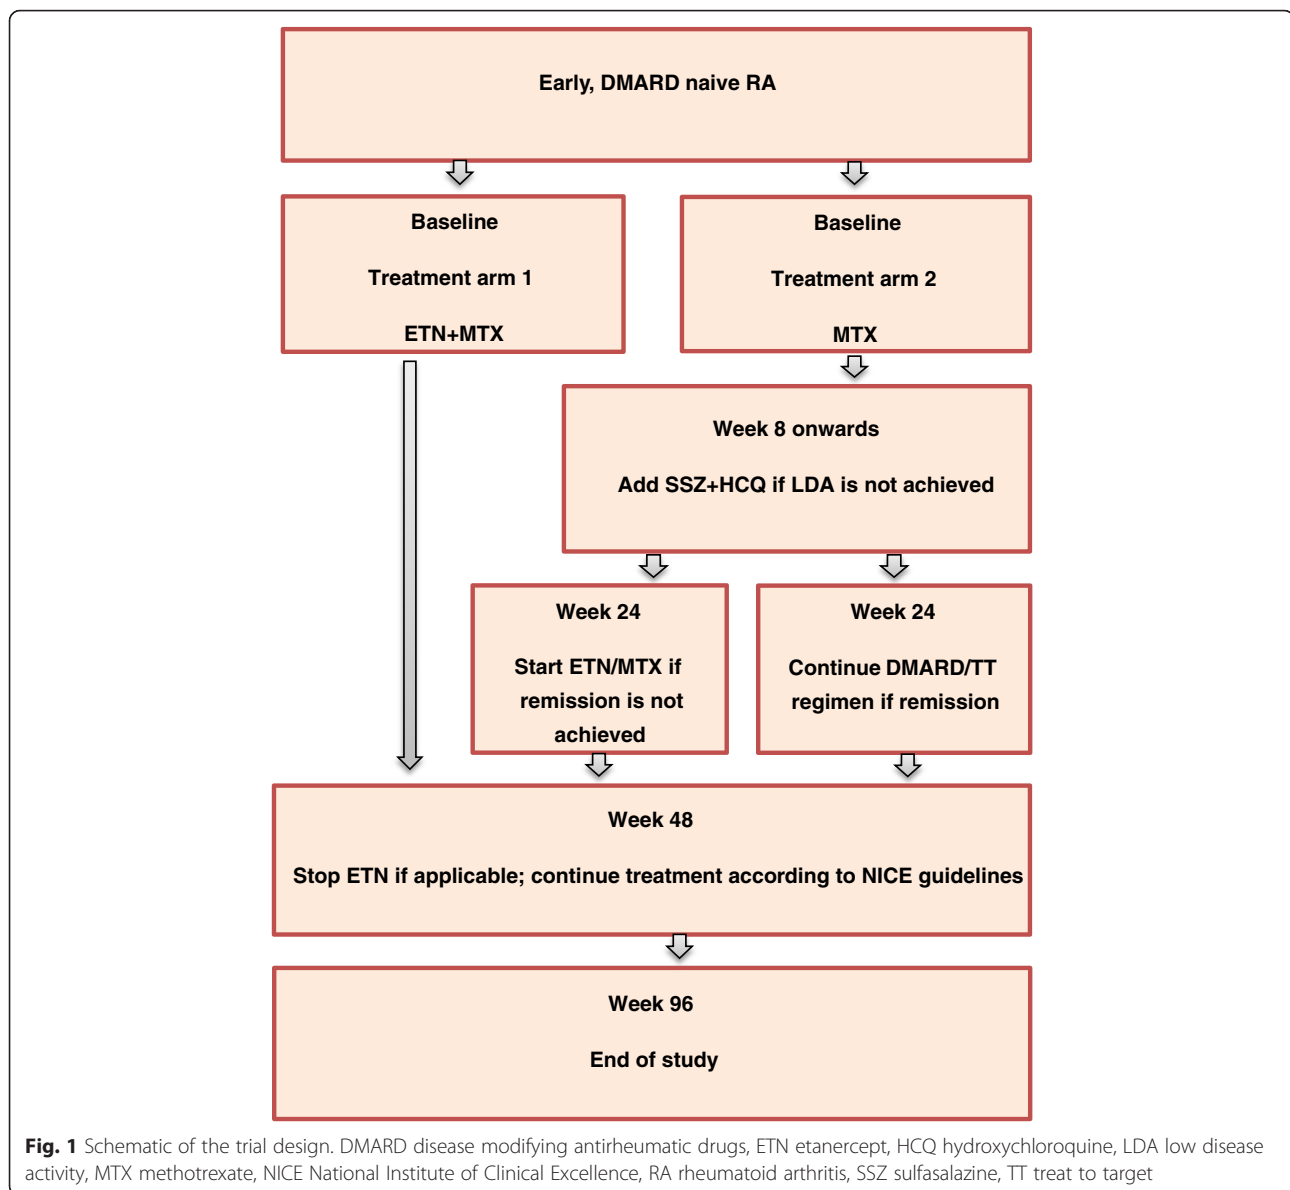 Early, DMARD naive RA
Baseline
Treatment arm 1
ETN+MTX
Baseline
Treatment arm 2
MTX
Week 8 onwards
Add SSZ+HCQ if LDA is not achieved
Week 24
Start ETN/MTX if
remission is not
achieved
Week 24
Continue DMARD/TT
regimen if remission
Week 48
Stop ETN if applicable; continue treatment according to NICE guidelines
Week 96
End of study
Fig. 1 Schematic of the trial design. DMARD disease modifying antirheumatic drugs, ETN etanercept, HCQ hydroxychloroquine, LDA low disease
activity, MTX methotrexate, NICE National Institute of Clinical Excellence, RA rheumatoid arthritis, SSZ sulfasalazine, TT treat to target